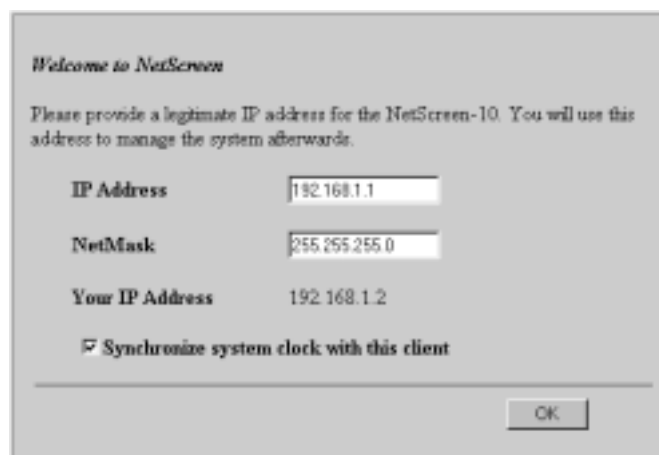 Welcome to NetScreen
Please provide a legitimate IP address for the NetScreen-10. You will use this
address to manage the system afterwards.
IP Address 192.168.1.1
NetMask 255.255.255.0
Your IP Address 192.168.1.2
Synchronize system clock with this client
OK